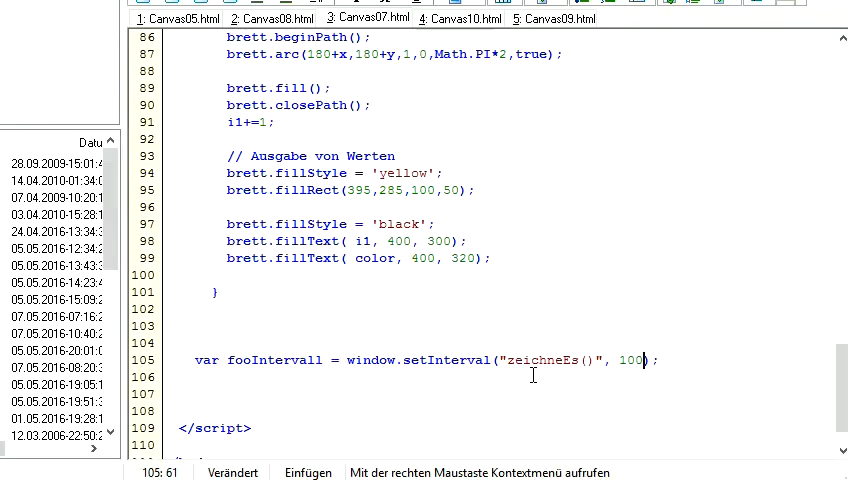 1: Canvas05.html 2: Canvas08.html 3: Canvas07.html 4: Canvas10.html 5: Canvas09.html
Datu
28.09.2009-15:01:4
14.04.2010-01:34:0
07.04.2009-10:20:1
03.04.2010-15:28:1
24.04.2016-13:34:3
05.05.2016-12:34:2
05.05.2016-13:43:3
05.05.2016-14:23:4
05.05.2016-15:09:2
07.05.2016-07:16:2
07.05.2016-10:40:2
05.05.2016-20:01:0
07.05.2016-08:20:3
05.05.2016-19:05:1
05.05.2016-19:51:3
01.05.2016-19:28:1
12.03.2006-22:50:2
86 brett.beginPath();
87 brett.arc(180+x,180+y,1,0,Math.PI*2,true);
88
89 brett.fill();
90 brett.closePath();
91 i1+=1;
92
93 // Ausgabe von Werten
94 brett.fillStyle = 'yellow';
95 brett.fillRect(395,285,100,50);
96
97 brett.fillStyle = 'black';
98 brett.fillText( i1, 400, 300);
99 brett.fillText( color, 400, 320);
100
101 }
102
103
104
105 var fooIntervall = window.setInterval("zeichneEs()", 100);
106
107
108
109 </script>
110
105: 61 Verändert Einfügen Mit der rechten Maustaste Kontextmenü aufrufen